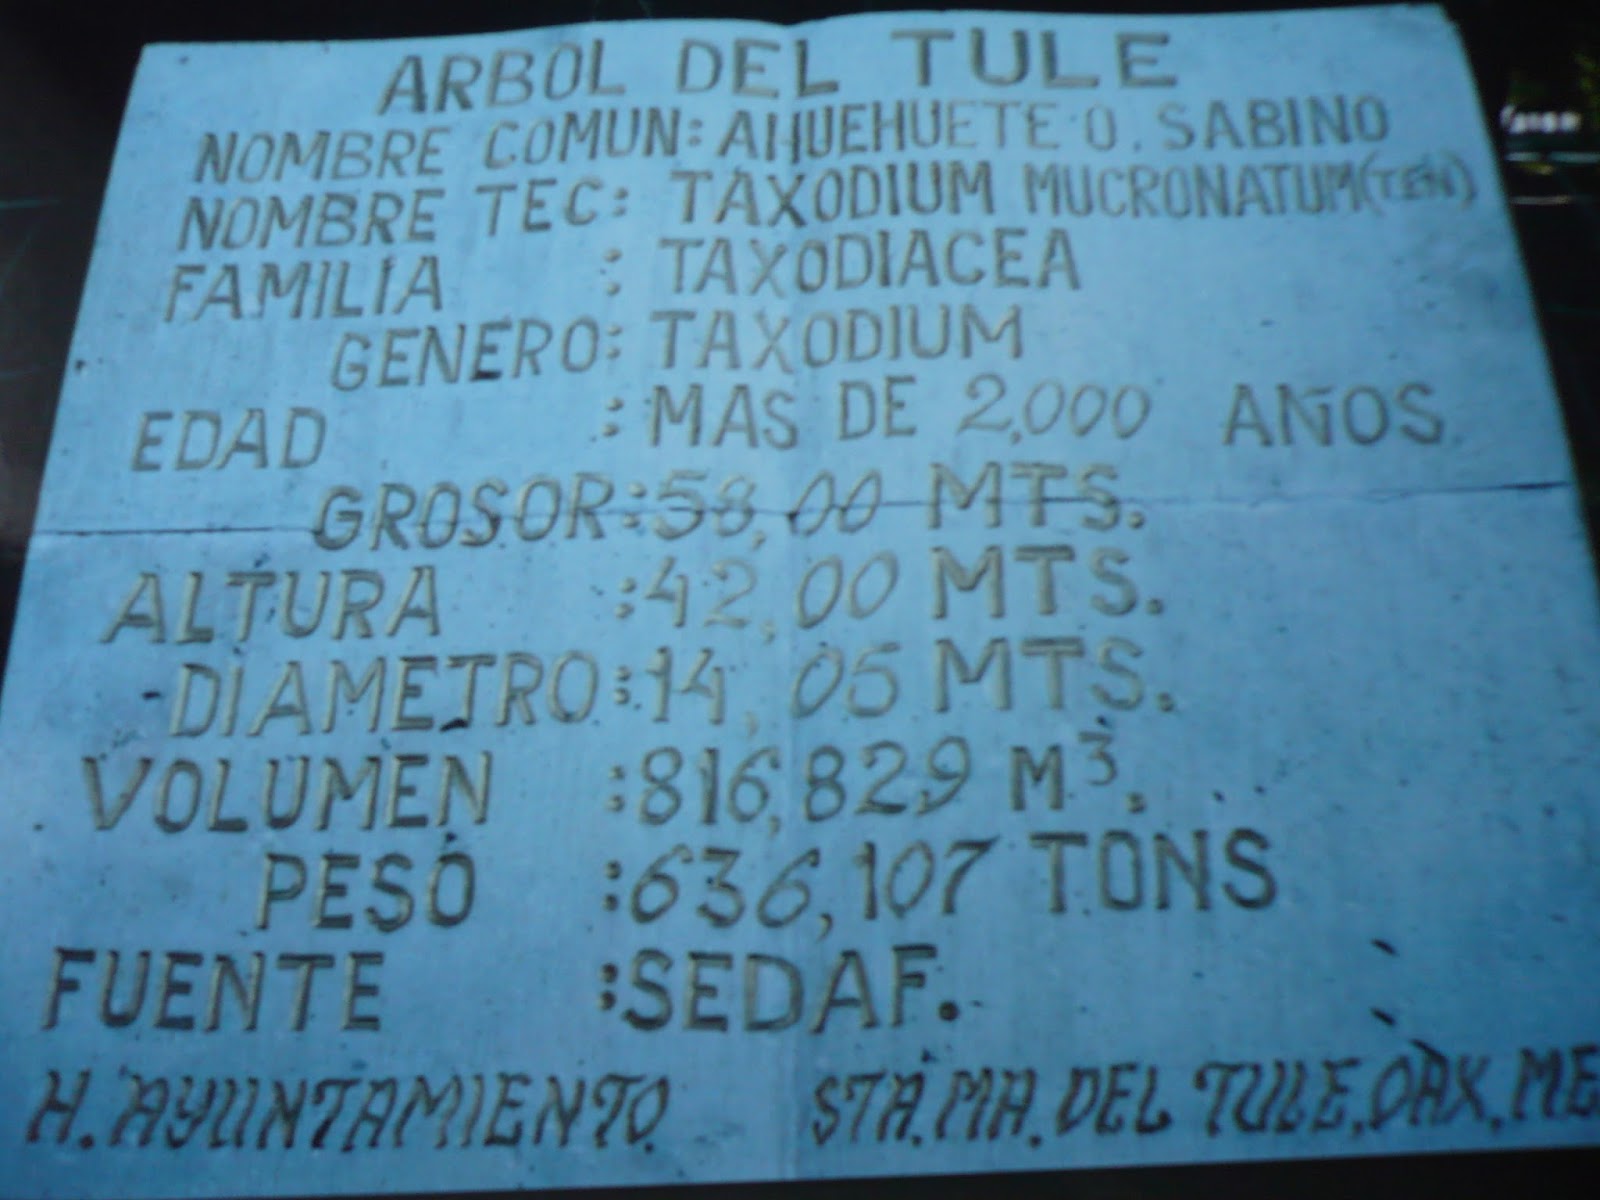 ARBOL DEL TULE
NOMBRE COMUN: AHUEHUETE O. SABINO
NOMBRE TEC: TAXODIUM MUCRONATUM(TEN)
FAMILIA : TAXODIACEA
GENERO: TAXODIUM
EDAD : MAS DE 2,000 AÑOS.
GROSOR:58,00 MTS.
ALTURA :42,00 MTS.
DIAMETRO:14,05 MTS.
VOLUMEN :816,829 M³.
PESO :636,107 TONS
FUENTE :SEDAF.
H. AYUNTAMIENTO. STA.MA.DEL TULE,OAX,ME